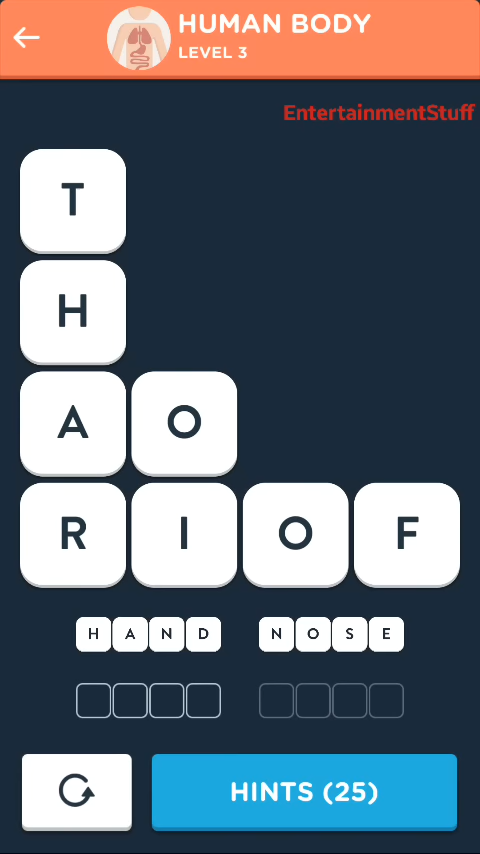 HUMAN BODY
LEVEL 3
EntertainmentStuff
T
H
A O
R I O F
HAND NOSE
HINTS (25)